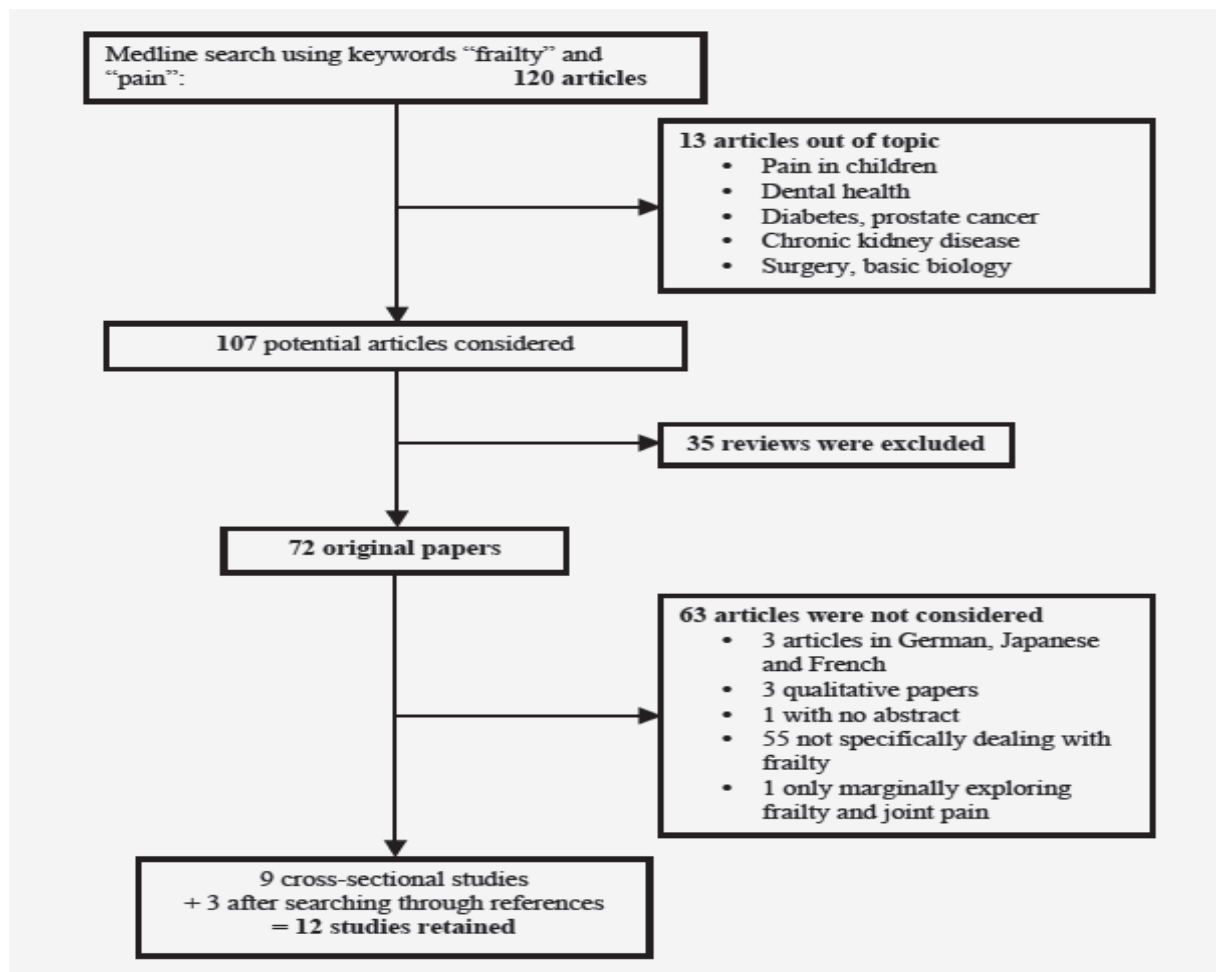 Medline search using keywords “frailty” and
“pain”: 120 articles
13 articles out of topic
• Pain in children
• Dental health
• Diabetes, prostate cancer
• Chronic kidney disease
• Surgery, basic biology
107 potential articles considered
35 reviews were excluded
72 original papers
63 articles were not considered
• 3 articles in German, Japanese
and French
• 3 qualitative papers
• 1 with no abstract
• 55 not specifically dealing with
frailty
• 1 only marginally exploring
frailty and joint pain
9 cross-sectional studies
+ 3 after searching through references
= 12 studies retained